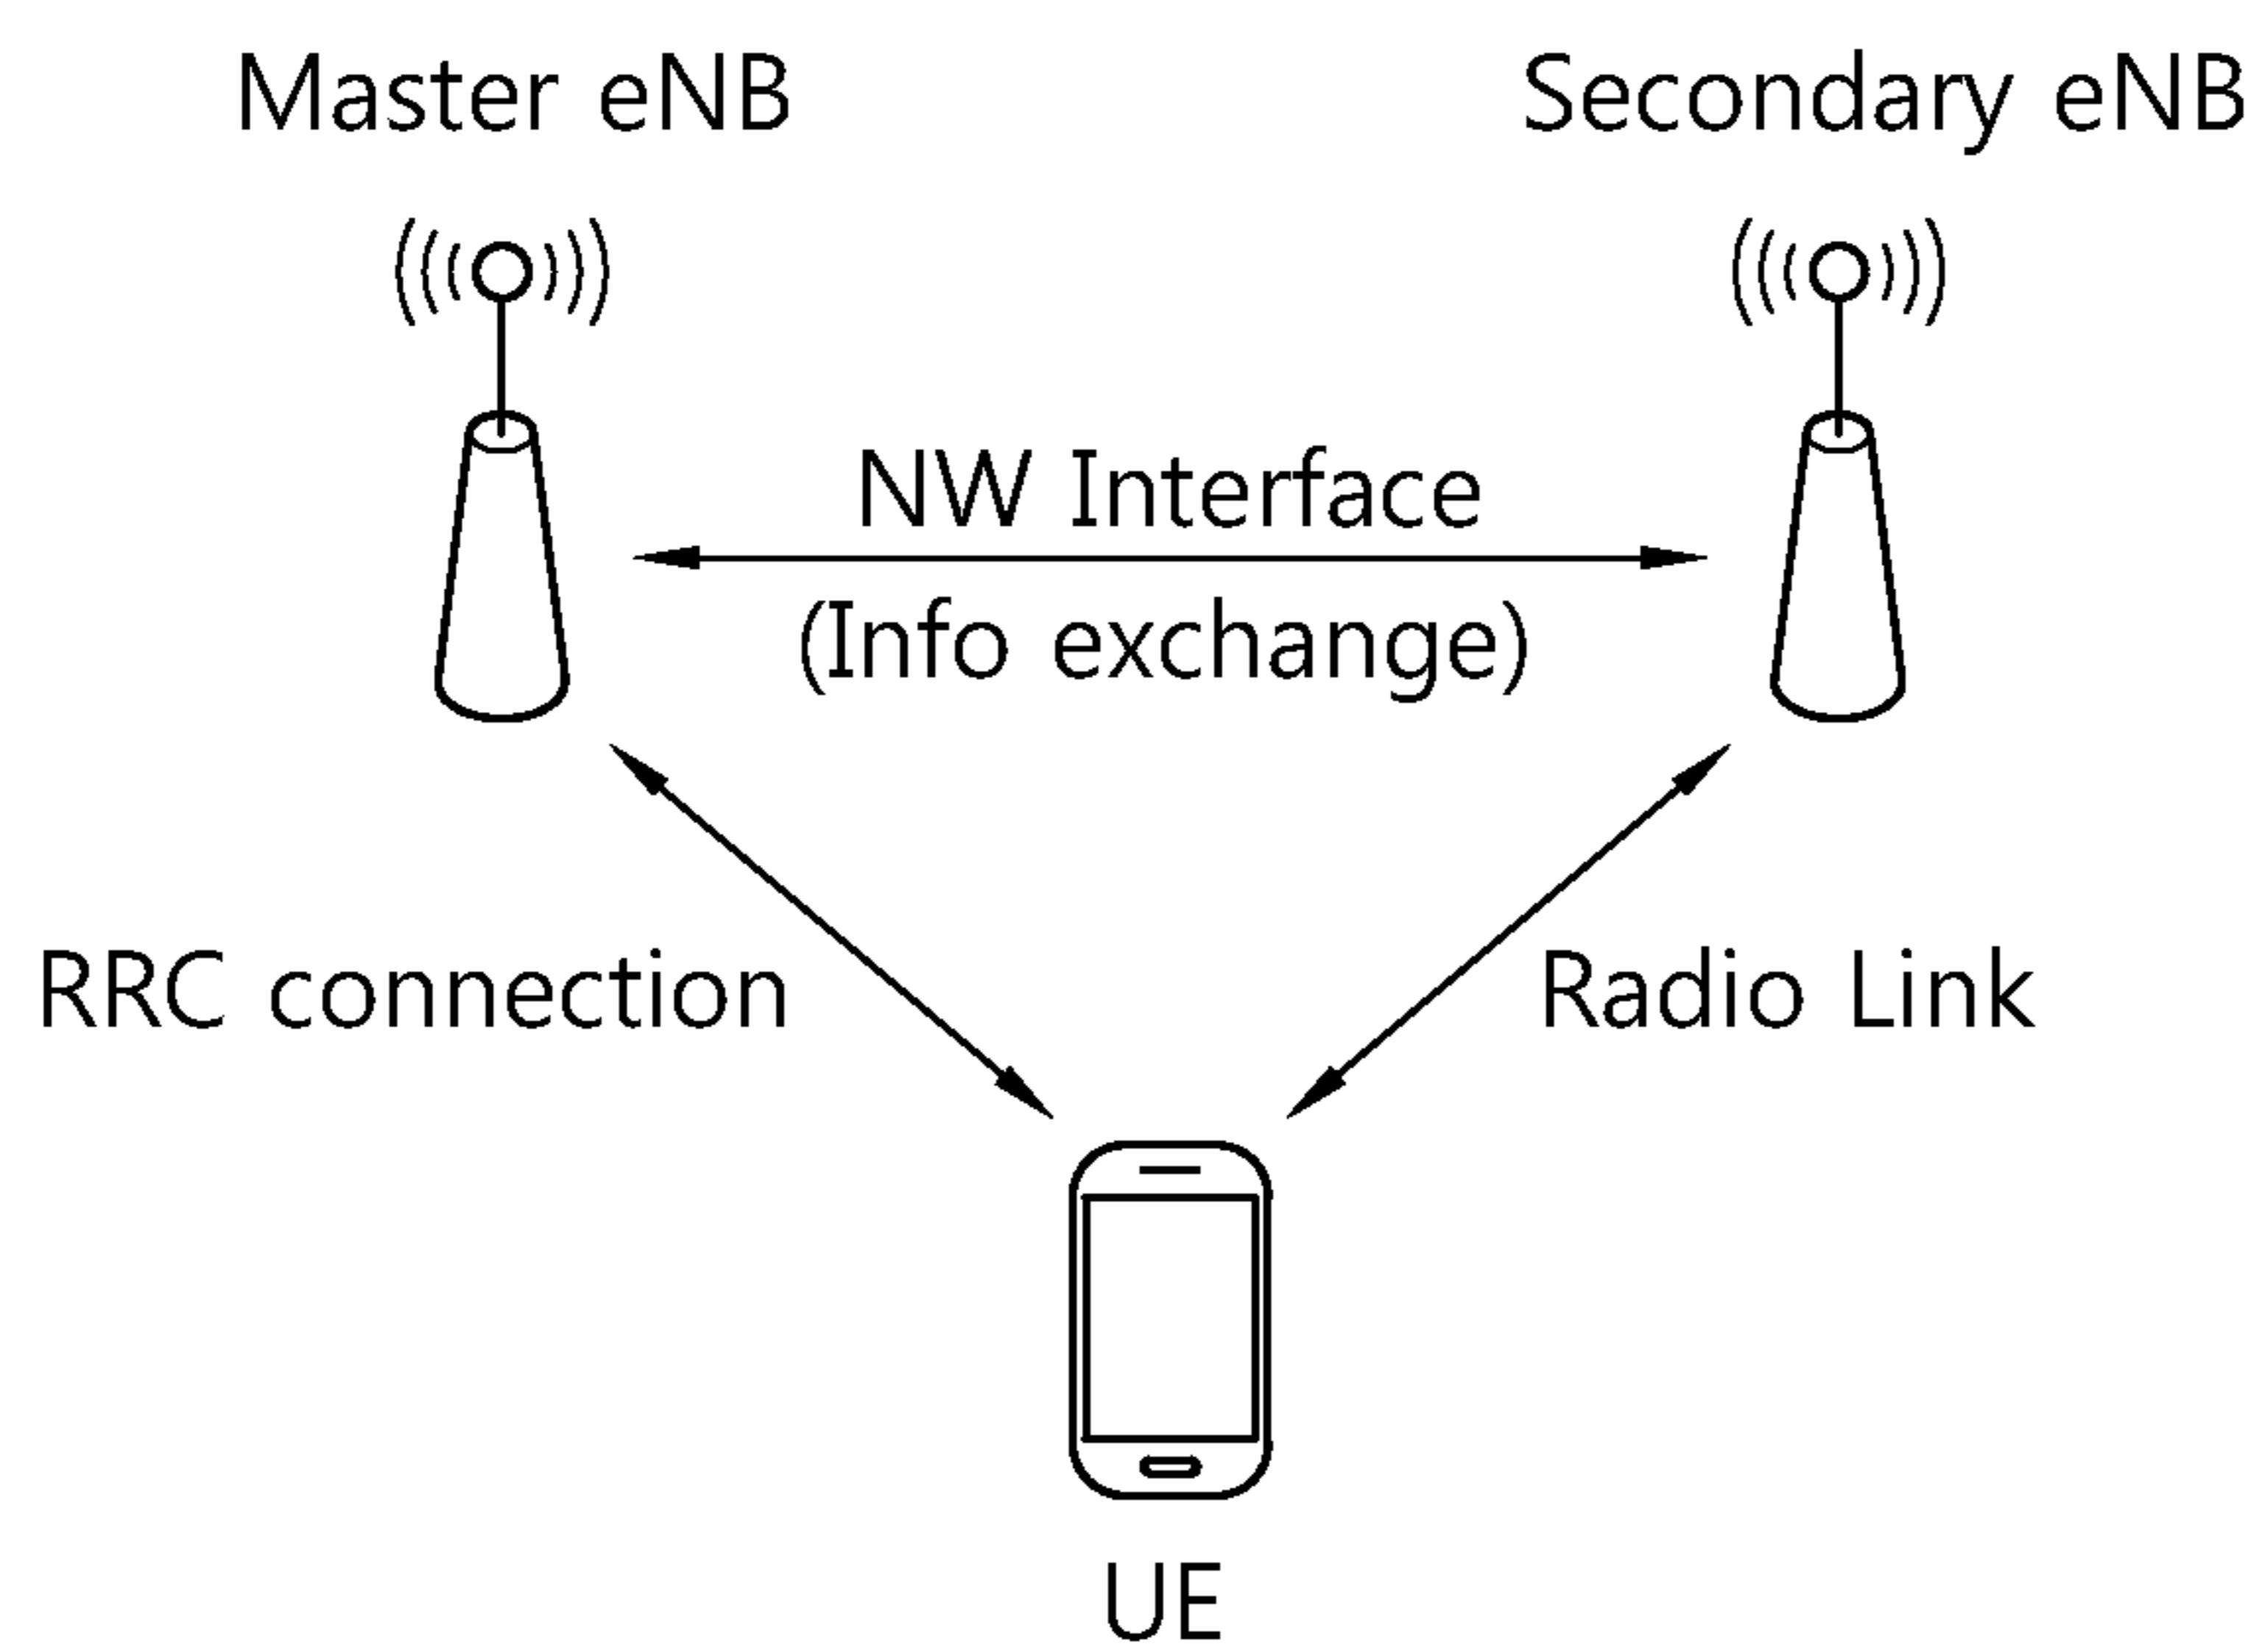 Master eNB
Secondary eNB
NW Interface
(Info exchange)
RRC connection
Radio Link
UE